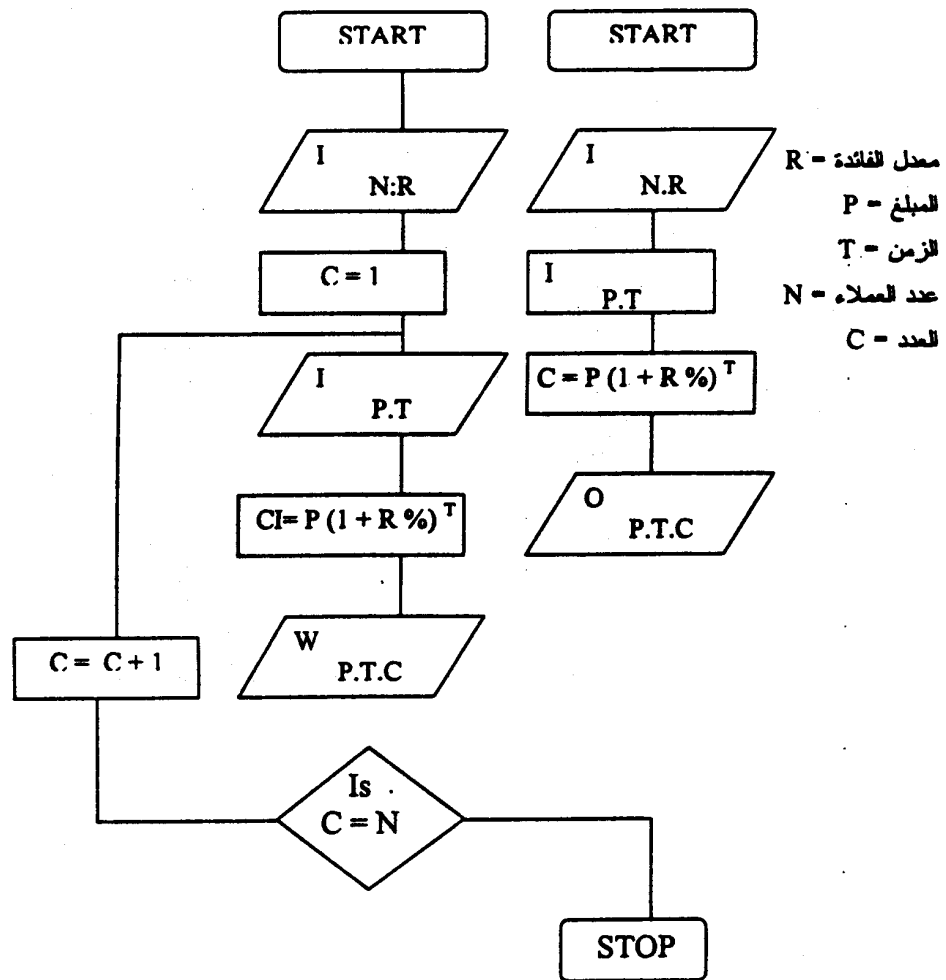 START
I
N:R
C = 1
I
P.T
CI= P (1 + R %) T
W
P.T.C
C = C + 1
Is
C = N
STOP
START
I
N.R
I
P.T
C = P (1 + R %) T
O
P.T.C
معدل الفائدة = R
المبلغ = P
الزمن = T
عدد العملاء = N
العدد = C